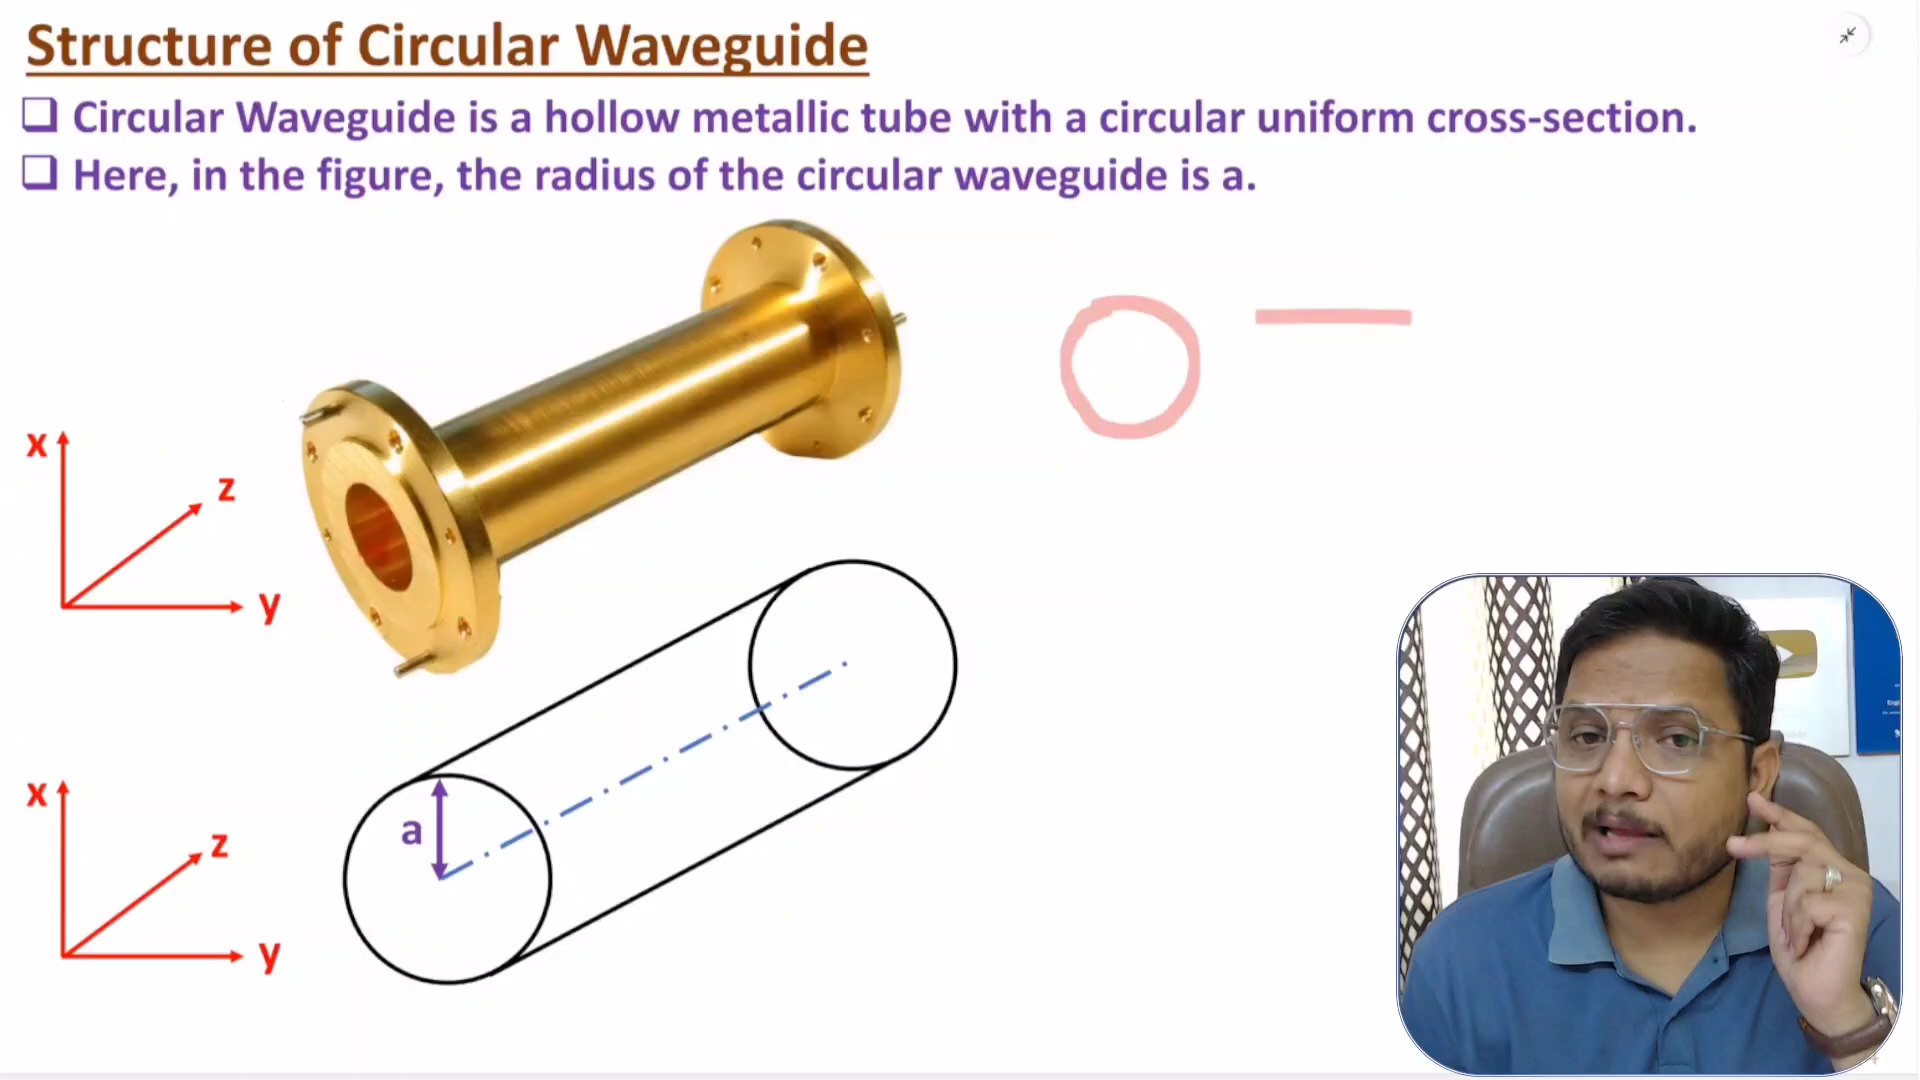 Structure of Circular Waveguide
Circular Waveguide is a hollow metallic tube with a circular uniform cross-section.
Here, in the figure, the radius of the circular waveguide is a.
x
z
y
x
z
y
a